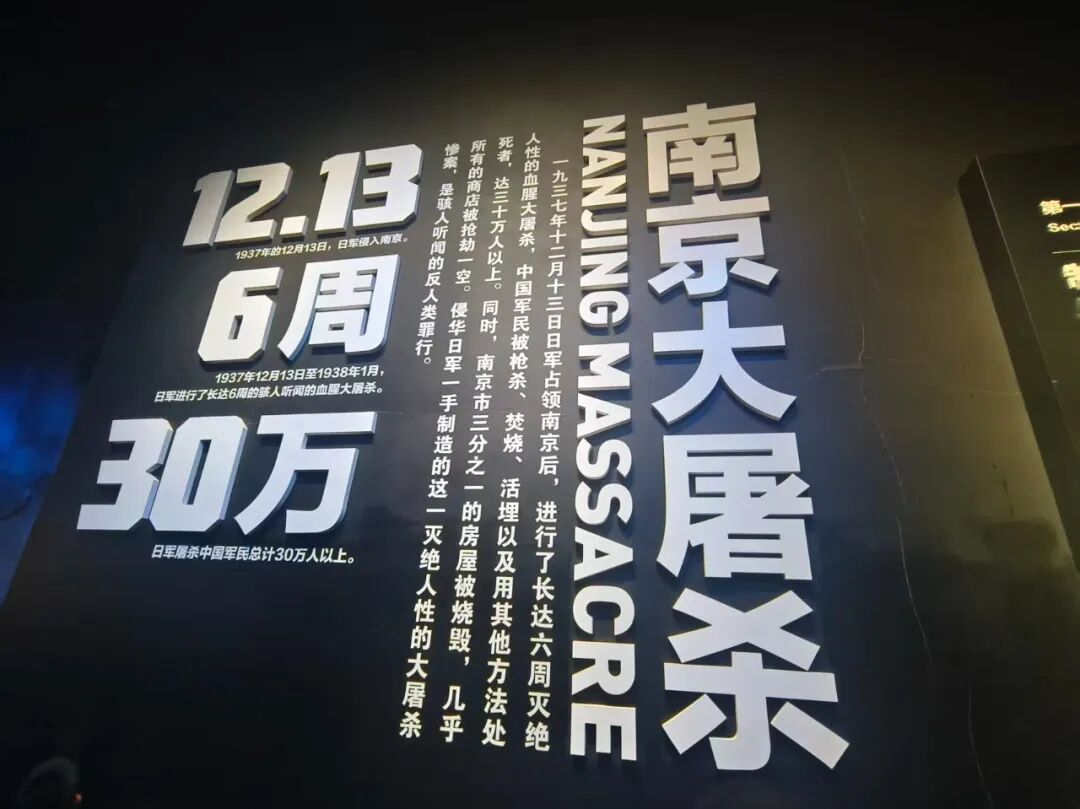 南京大屠杀
NANJING MASSACRE
一九三七年十二月十三日日军占领南京后，进行了长达六周灭绝
人性的血腥大屠杀，中国军民被枪杀、焚烧、活埋以及用其他方法处
死者，达三十万人以上。同时，南京市三分之一的房屋被烧毁，几乎
所有的商店被抢劫一空。侵华日军一手制造的这一灭绝人性的大屠杀
惨案，是骇人听闻的反人类罪行。
12.13
1937年的12月13日，日军侵入南京。
6周
1937年12月13日至1938年1月，
日军进行了长达6周的骇人听闻的血腥大屠杀。
30万
日军屠杀中国军民总计30万人以上。
第一
Sec